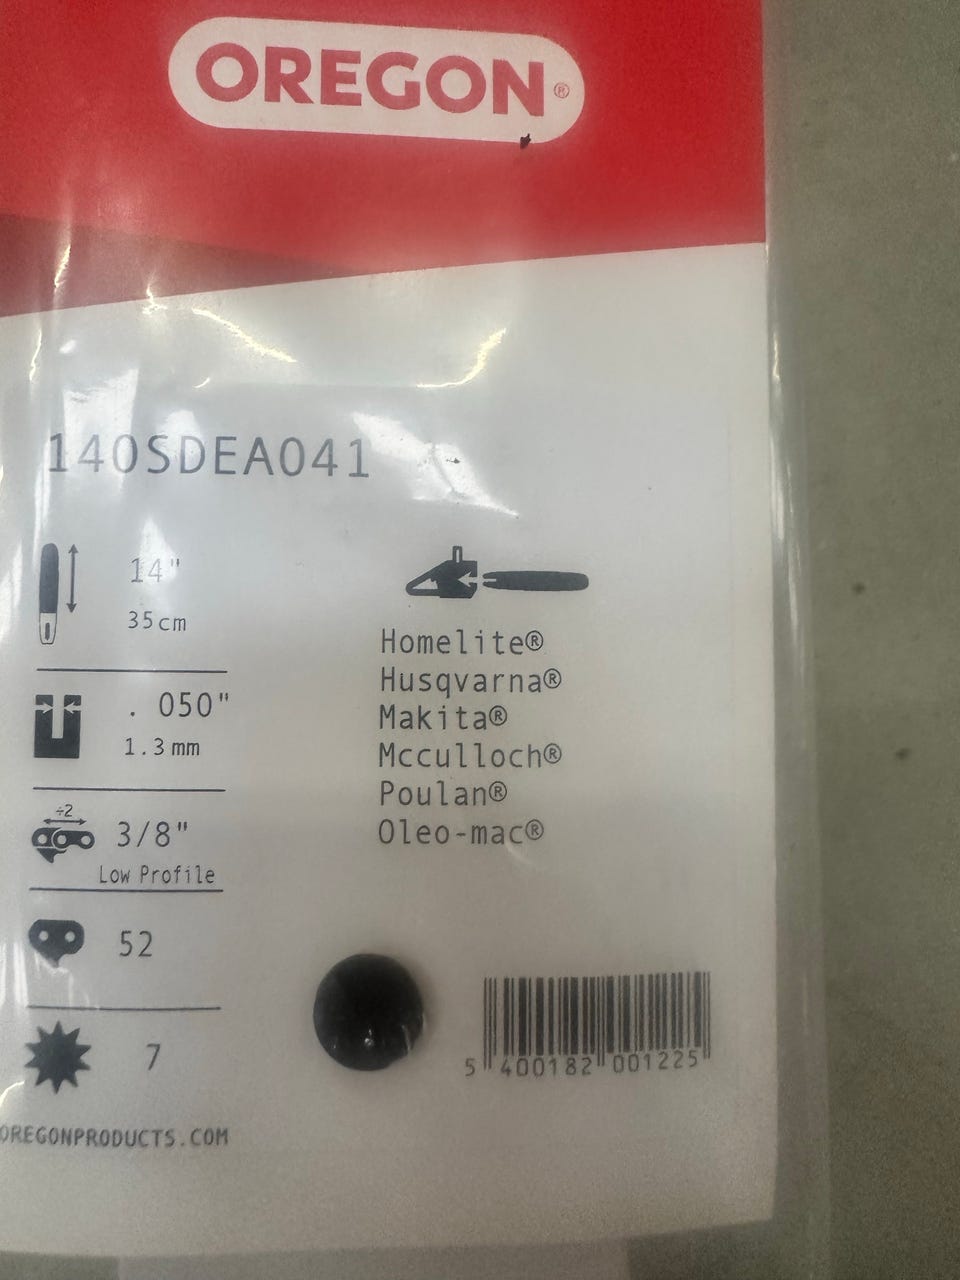 OREGON®
140SDEA041
14"
35cm
.050"
1.3mm
÷2
3/8"
Low Profile
52
7
Homelite®
Husqvarna®
Makita®
Mcculloch®
Poulan®
Oleo-mac®
5 400182 001225
OREGONPRODUCTS.COM